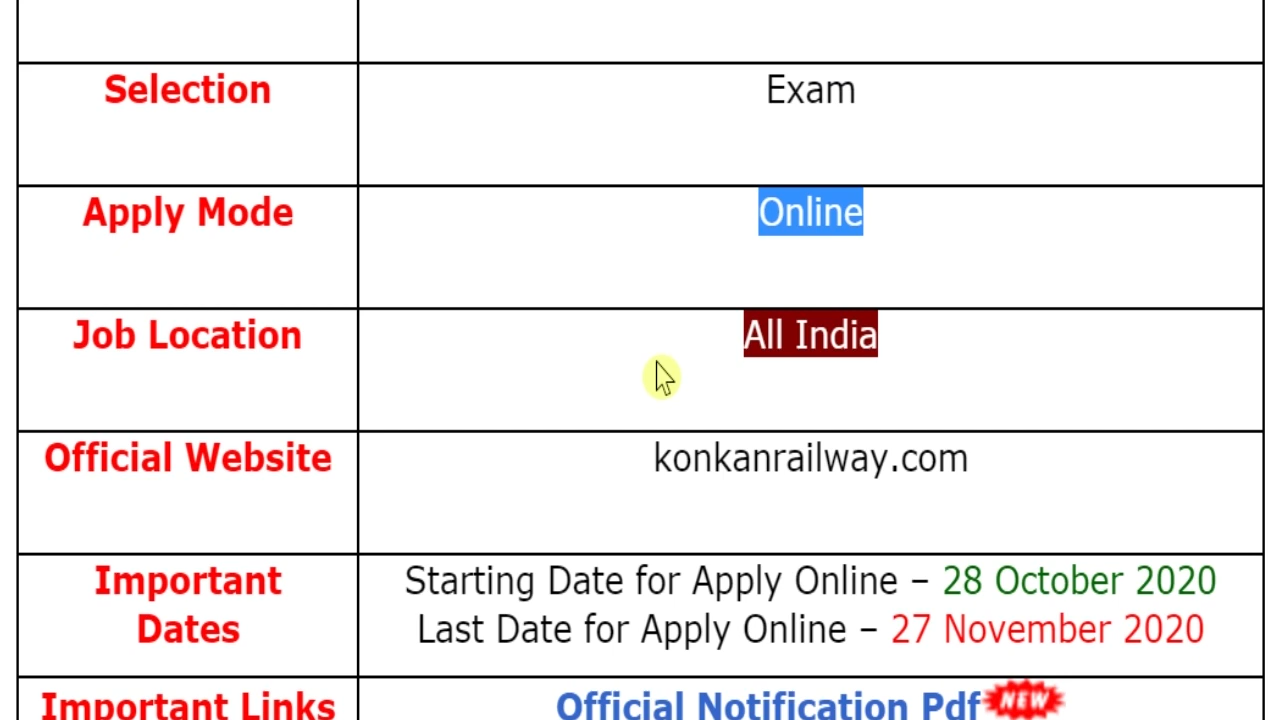 Selection Exam
Apply Mode Online
Job Location All India
Official Website konkanrailway.com
Important Dates
Starting Date for Apply Online – 28 October 2020
Last Date for Apply Online – 27 November 2020
Important Links Official Notification Pdf NEW